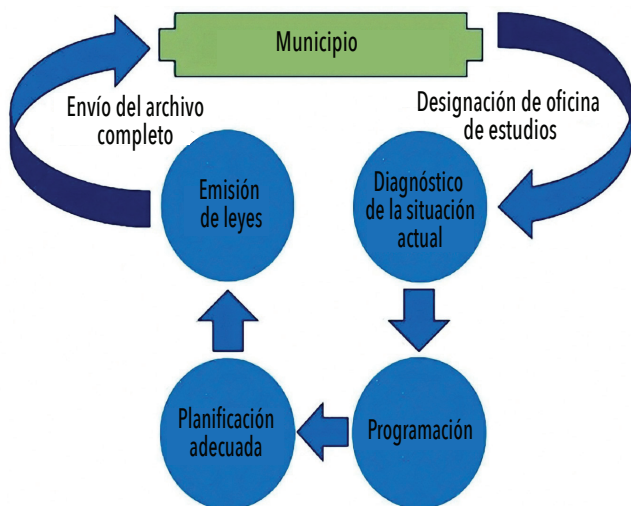 Municipio
Envío del archivo
completo
Designación de oficina
de estudios
Emisión
de leyes
Diagnóstico
de la situación
actual
Planificación
adecuada
Programación